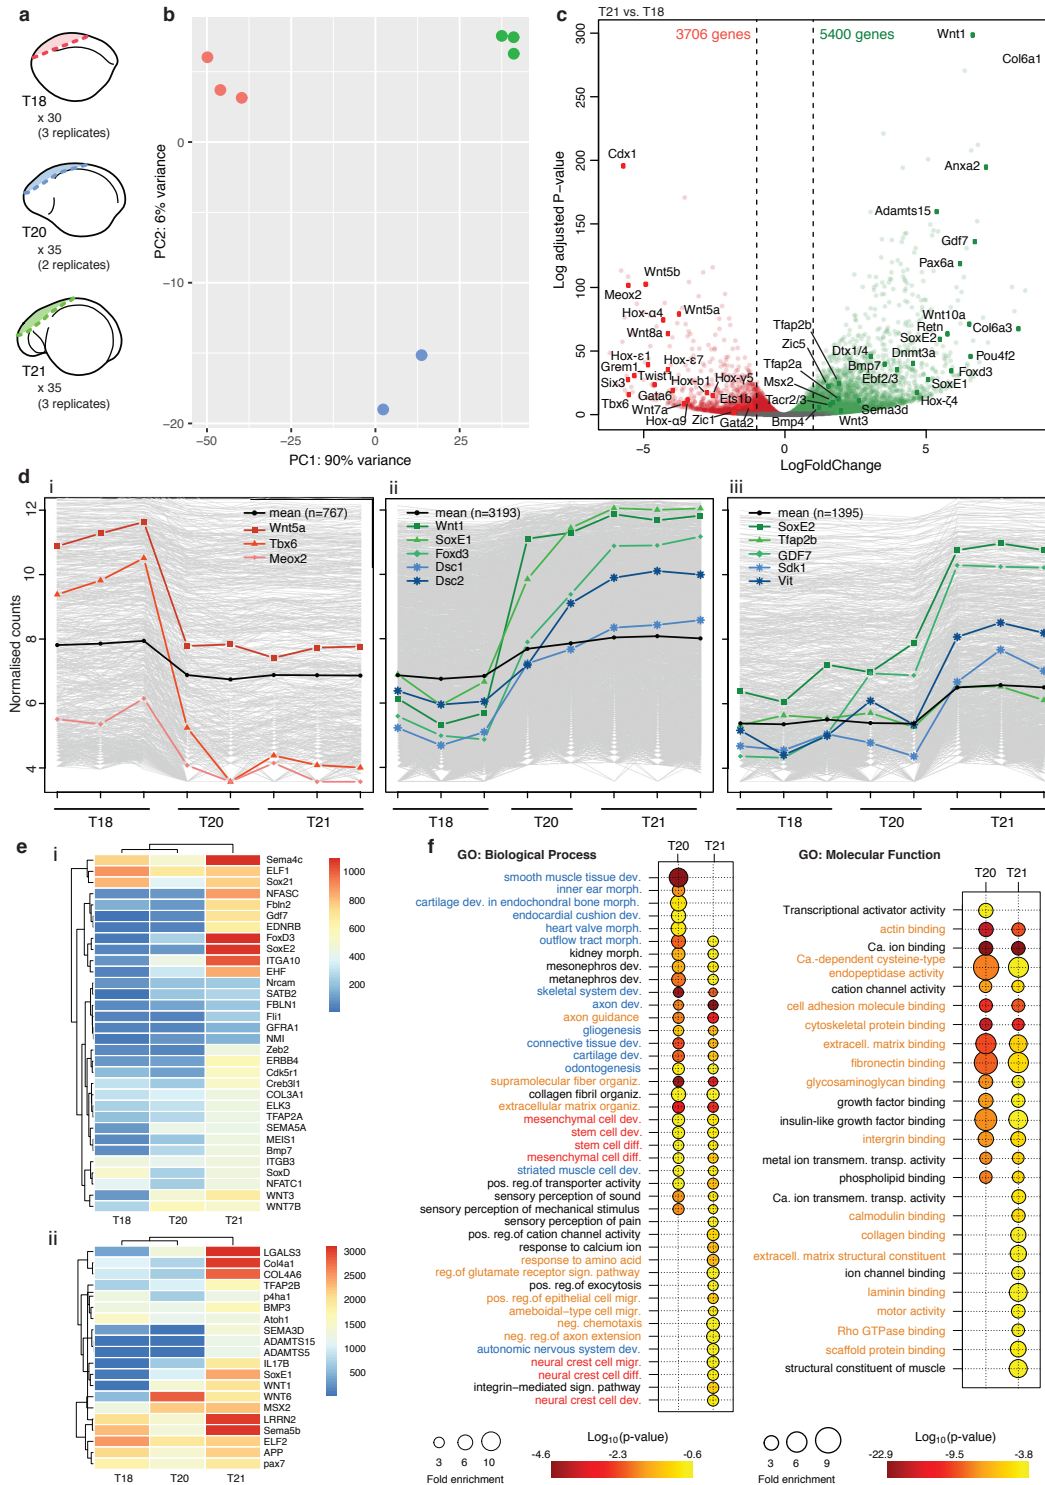 a
T18
x 30
(3 replicates)
T20
x 35
(2 replicates)
T21
x 35
(3 replicates)
b
PC2: 6% variance
0
−10
−20
−50
−25
0
25
PC1: 90% variance
c
T21 vs. T18
3706 genes
5400 genes
Log adjusted P−value
300
250
200
150
100
50
0
−5
0
5
LogFoldChange
Wnt1
Col6a1
Cdx1
Anxa2
Adamts15
Gdf7
Pax6a
Wnt5b
Meox2
Hox-α4
Wnt5a
Wnt8a
Tfap2b
Zic5
Wnt10a
Retn
Col6a3
SoxE2
Dtx1/4
Dnmt3a
Pou4f2
Hox-ε1
Hox-ε7
Grem1
Tfap2a
Bmp7
Foxd3
Six3
Twist1
Hox-b1
Hox-γ5
Msx2
Ebf2/3
SoxE1
Tbx6
Gata6
Ets1b
Tacr2/3
Hox-ζ4
Wnt7a
Zic1
Sema3d
Hox-α9
Gata2
Bmp4
Wnt3
d
i
Normalised counts
12
10
8
6
4
mean (n=767)
Wnt5a
Tbx6
Meox2
T18
T20
T21
ii
mean (n=3193)
Wnt1
SoxE1
Foxd3
Dsc1
Dsc2
T18
T20
T21
iii
mean (n=1395)
SoxE2
Tfap2b
GDF7
Sdk1
Vit
T18
T20
T21
e
i
Sema4c
ELF1
Sox21
NFASC
Fbln2
Gdf7
EDNRB
FoxD3
SoxE2
ITGA10
EHF
Nrcam
SATB2
FBLN1
Fli1
GFRA1
NMI
Zeb2
ERBB4
Cdk5r1
Creb3l1
COL3A1
ELK3
TFAP2A
SEMA5A
MEIS1
Bmp7
ITGB3
SoxD
NFATC1
WNT3
WNT7B
T18
T20
T21
1000
800
600
400
200
ii
LGALS3
Col4a1
COL4A6
TFAP2B
p4ha1
BMP3
Atoh1
SEMA3D
ADAMTS15
ADAMTS5
IL17B
SoxE1
WNT1
WNT6
MSX2
LRRN2
Sema5b
ELF2
APP
pax7
T18
T20
T21
3000
2500
2000
1500
1000
500
f
GO: Biological Process
T20
T21
smooth muscle tissue dev.
inner ear morph.
cartilage dev. in endochondral bone morph.
endocardial cushion dev.
heart valve morph.
outflow tract morph.
kidney morph.
mesonephros dev.
metanephros dev.
skeletal system dev.
axon dev.
axon guidance
gliogenesis
connective tissue dev.
cartilage dev.
odontogenesis
supramolecular fiber organiz.
collagen fibril organiz.
extracellular matrix organiz.
mesenchymal cell dev.
stem cell dev.
stem cell diff.
mesenchymal cell diff.
striated muscle cell dev.
pos. reg.of transporter activity
sensory perception of sound
sensory perception of mechanical stimulus
sensory perception of pain
pos. reg.of cation channel activity
response to calcium ion
response to amino acid
reg.of glutamate receptor sign. pathway
pos. reg.of exocytosis
pos. reg.of epithelial cell migr.
ameboidal−type cell migr.
neg. chemotaxis
neg. reg.of axon extension
autonomic nervous system dev.
neural crest cell migr.
neural crest cell diff.
integrin−mediated sign. pathway
neural crest cell dev.
3
6
10
Fold enrichment
Log10(p-value)
-4.6
-2.3
-0.6
GO: Molecular Function
T20
T21
Transcriptional activator activity
actin binding
Ca. ion binding
Ca.-dependent cysteine-type
endopeptidase activity
cation channel activity
cell adhesion molecule binding
cytoskeletal protein binding
extracell. matrix binding
fibronectin binding
glycosaminoglycan binding
growth factor binding
insulin-like growth factor binding
intergrin binding
metal ion transmem. transp. activity
phospholipid binding
Ca. ion transmem. transp. activity
calmodulin binding
collagen binding
extracell. matrix structural constituent
ion channel binding
laminin binding
motor activity
Rho GTPase binding
scaffold protein binding
structural constituent of muscle
3
6
9
Fold enrichment
Log10(p-value)
-22.9
-9.5
-3.8